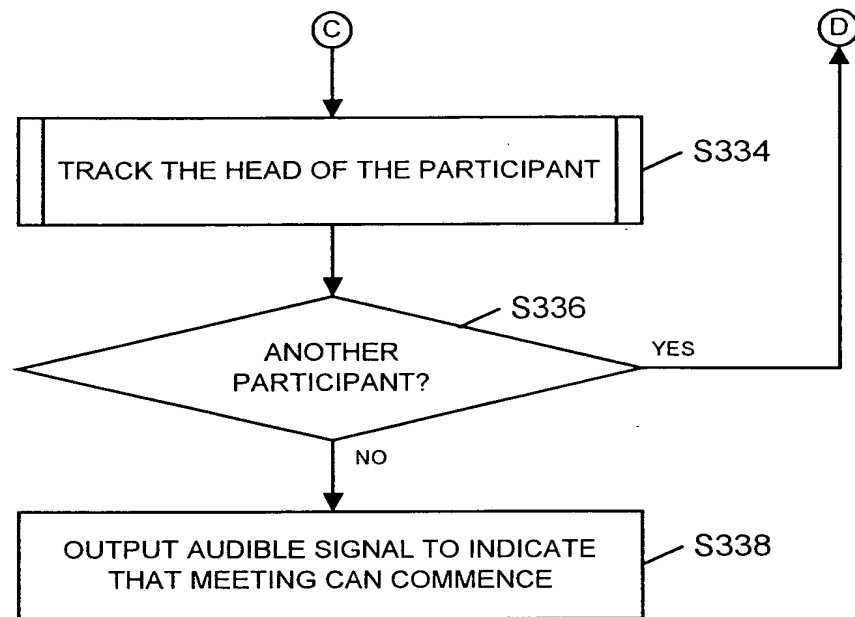 C
D
TRACK THE HEAD OF THE PARTICIPANT
S334
S336
ANOTHER
PARTICIPANT?
YES
NO
OUTPUT AUDIBLE SIGNAL TO INDICATE
THAT MEETING CAN COMMENCE
S338